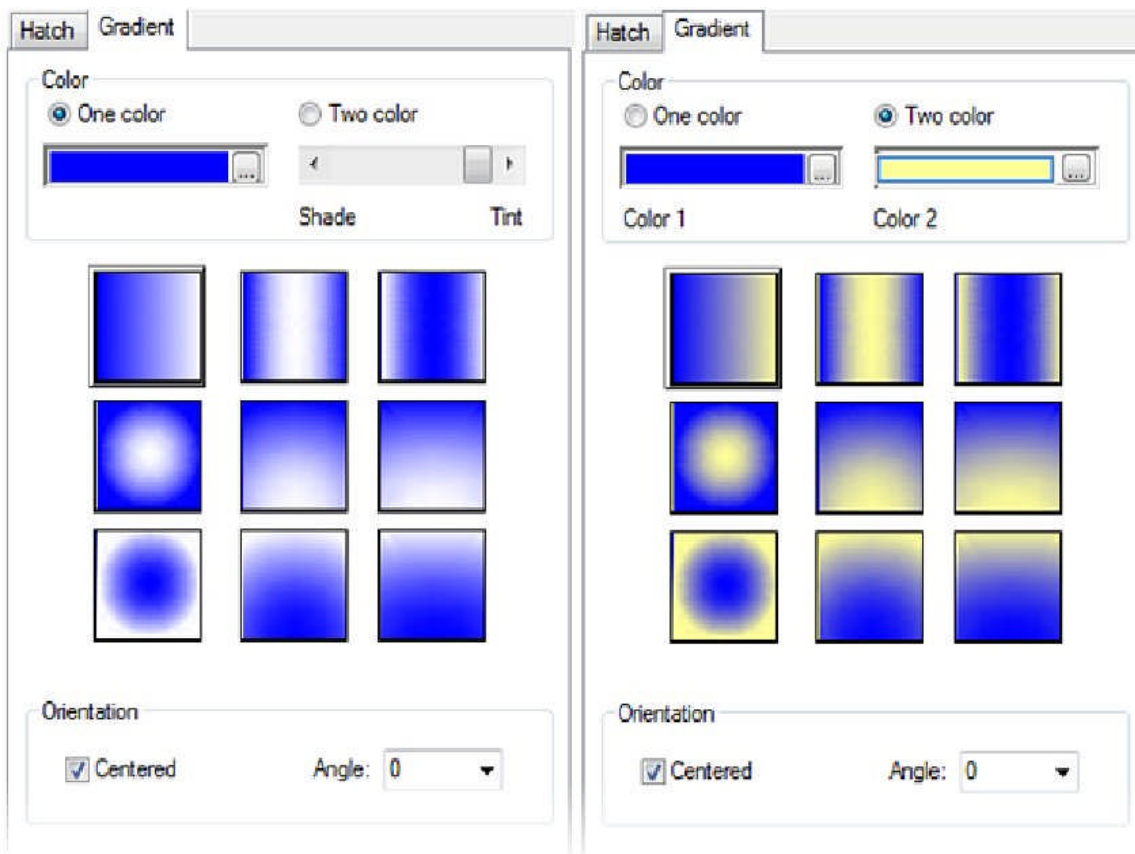 Hatch Gradient
Color
One color Two color
...
Shade Tint
Orientation
Centered Angle: 0
Hatch Gradient
Color
One color Two color
... ...
Color 1 Color 2
Orientation
Centered Angle: 0